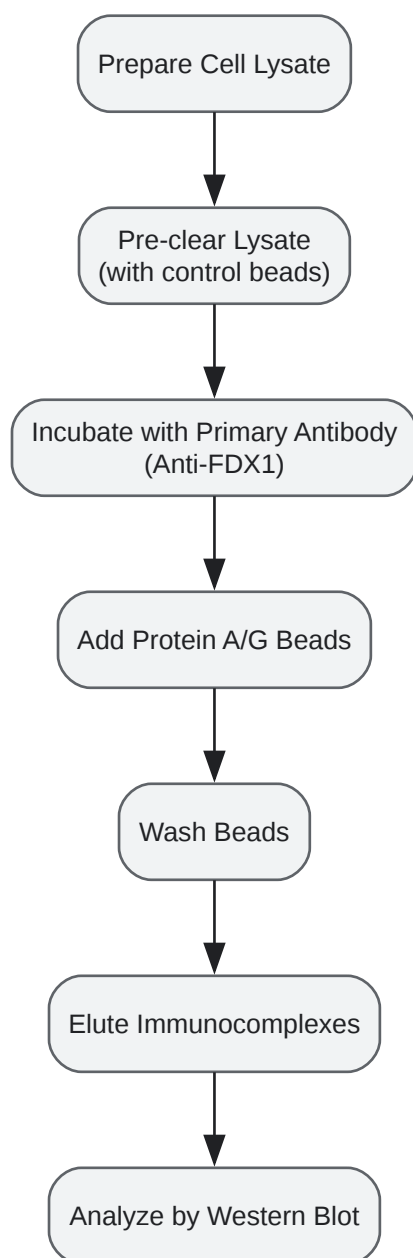 Prepare Cell Lysate
Pre-clear Lysate
(with control beads)
Incubate with Primary Antibody
(Anti-FDX1)
Add Protein A/G Beads
Wash Beads
Elute Immunocomplexes
Analyze by Western Blot